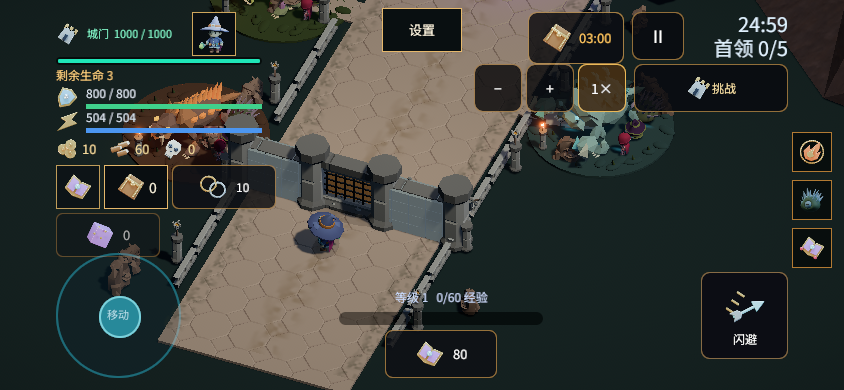 城门 1000 / 1000
剩余生命 3
800 / 800
504 / 504
10 60 0
0 10
0
移动
设置
03:00
24:59
首领 0/5
- + 1×
挑战
等级 1 0/60 经验
80
闪避